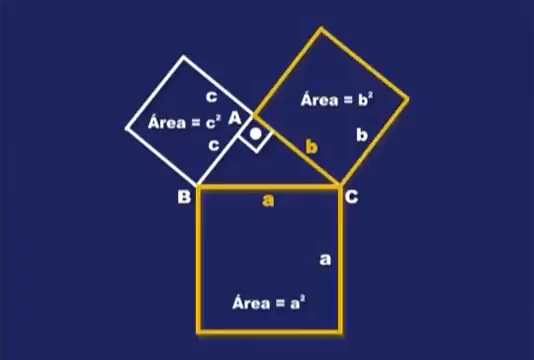 c
Área = b²
Área = c²
A
c
b
b
B
a
C
a
Área = a²